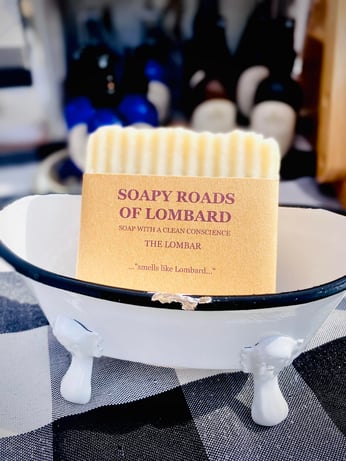 SOAPY ROADS
OF LOMBARD
SOAP WITH A CLEAN CONSCIENCE
THE LOMBAR
..."smells like Lombard..."